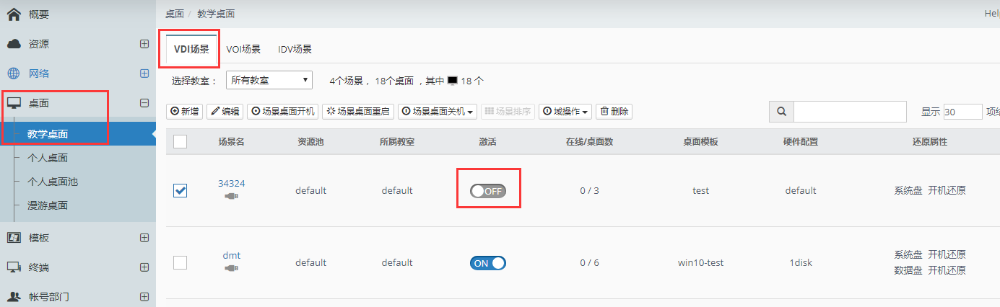 概要
资源
网络
桌面
教学桌面
个人桌面
个人桌面池
漫游桌面
模板
终端
帐号部门
桌面 / 教学桌面
Hel
VDI场景 VOI场景 IDV场景
选择教室: 所有教室 4个场景 ,18个桌面 ,其中 18 个
新增 编辑 场景桌面开机 场景桌面重启 场景桌面关机 场景排序 域操作 删除 显示 30 项结
场景名 资源池 所属教室 激活 在线/桌面数 桌面模板 硬件配置 还原属性
34324 default default OFF 0 / 3 test default 系统盘 开机还原
dmt default default ON 0 / 6 win10-test 1disk 系统盘 开机还原
数据盘 开机还原